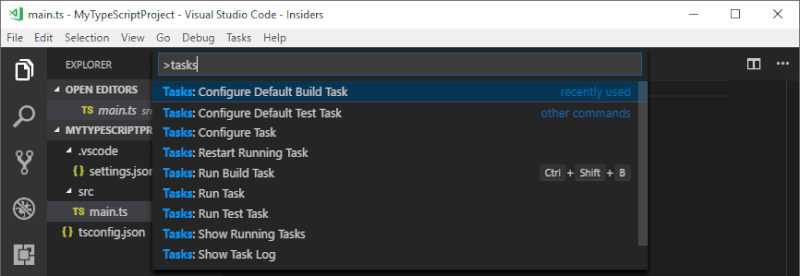 main.ts - MyTypeScriptProject - Visual Studio Code - Insiders
File Edit Selection View Go Debug Tasks Help
EXPLORER
>tasks
OPEN EDITORS
TS main.ts src
MYTYPESCRIPTPR
.vscode
{} settings.json
src
TS main.ts
{} tsconfig.json
Tasks: Configure Default Build Task recently used
Tasks: Configure Default Test Task other commands
Tasks: Configure Task
Tasks: Restart Running Task
Tasks: Run Build Task Ctrl + Shift + B
Tasks: Run Task
Tasks: Run Test Task
Tasks: Show Running Tasks
Tasks: Show Task Log